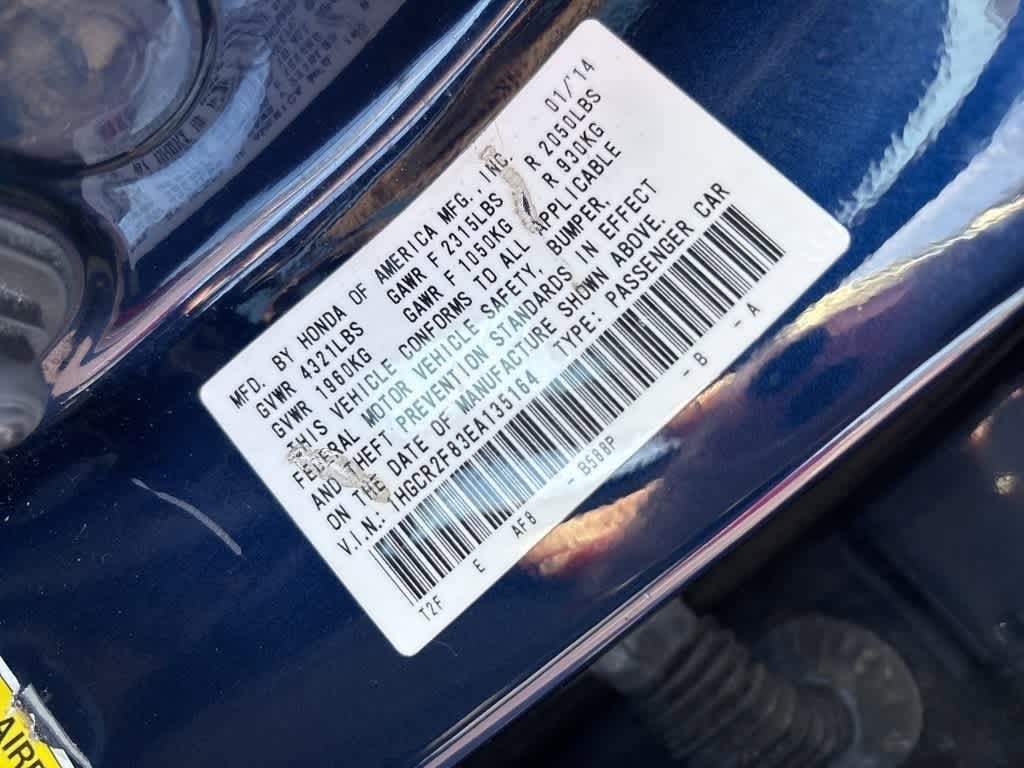 MFD. BY HONDA OF AMERICA MFG., INC. 01/'14
GVWR 4321LBS GAWR F 2315LBS R 2050LBS
GVWR 1960KG GAWR F 1050KG R 930KG
THIS VEHICLE CONFORMS TO ALL APPLICABLE
FEDERAL MOTOR VEHICLE SAFETY, BUMPER,
AND THEFT PREVENTION STANDARDS IN EFFECT
ON THE DATE OF MANUFACTURE SHOWN ABOVE.
V.I.N.: 1HGCR2F83EA135164 TYPE: PASSENGER CAR
T2F E AF8 - B588P - B - A
AIRB